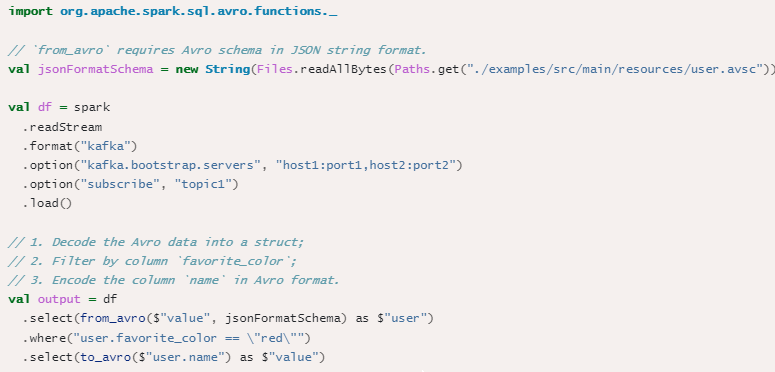 import org.apache.spark.sql.avro.functions._
// `from_avro` requires Avro schema in JSON string format.
val jsonFormatSchema = new String(Files.readAllBytes(Paths.get("./examples/src/main/resources/user.avsc"))
val df = spark
.readStream
.format("kafka")
.option("kafka.bootstrap.servers", "host1:port1,host2:port2")
.option("subscribe", "topic1")
.load()
// 1. Decode the Avro data into a struct;
// 2. Filter by column `favorite_color`;
// 3. Encode the column `name` in Avro format.
val output = df
.select(from_avro($"value", jsonFormatSchema) as $"user")
.where("user.favorite_color == \"red\"")
.select(to_avro($"user.name") as $"value")